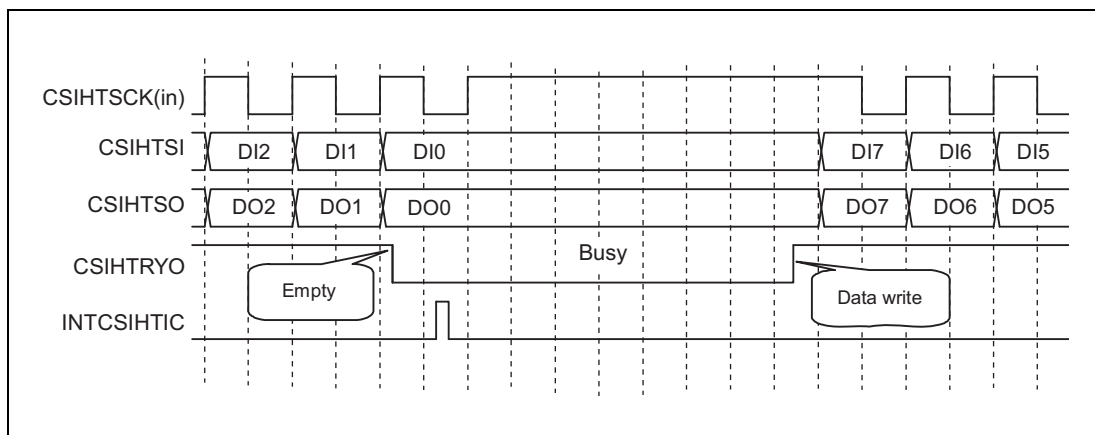 CSIHTSCK(in)
CSIHTSI DI2 DI1 DI0 DI7 DI6 DI5
CSIHTSO DO2 DO1 DO0 DO7 DO6 DO5
CSIHTRYO Busy
Empty Data write
INTCSIHTIC